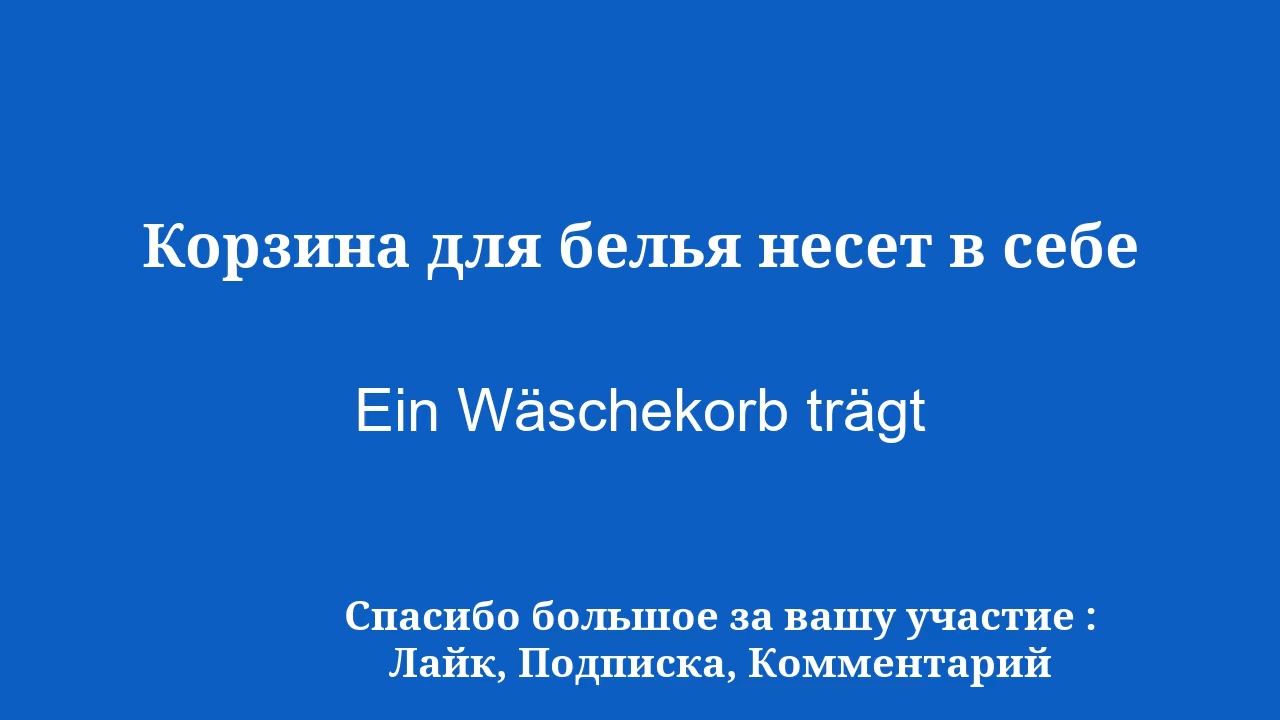 Корзина для белья несет в себе
Ein Wäschekorb trägt
Спасибо большое за вашу участие :
Лайк, Подписка, Комментарий